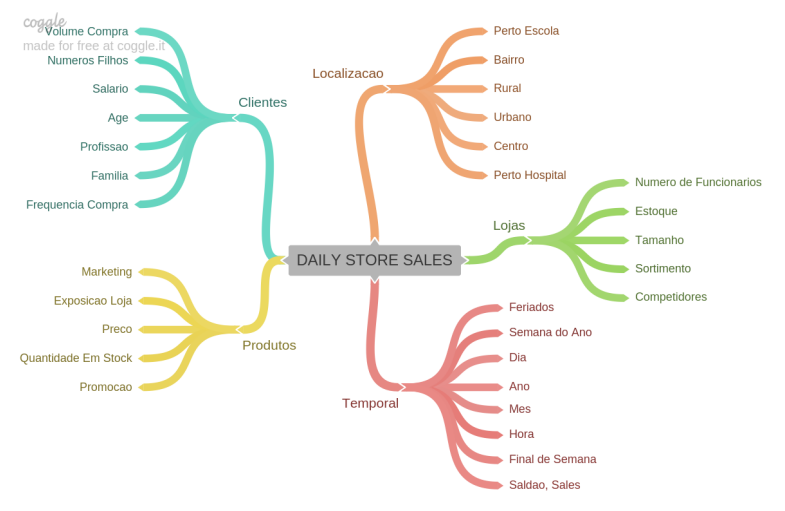 coggle
made for free at coggle.it
Volume Compra
Numeros Filhos
Salario
Age
Profissao
Familia
Frequencia Compra
Clientes
Marketing
Exposicao Loja
Preco
Quantidade Em Stock
Promocao
Produtos
DAILY STORE SALES
Localizacao
Perto Escola
Bairro
Rural
Urbano
Centro
Perto Hospital
Lojas
Numero de Funcionarios
Estoque
Tamanho
Sortimento
Competidores
Temporal
Feriados
Semana do Ano
Dia
Ano
Mes
Hora
Final de Semana
Saldao, Sales